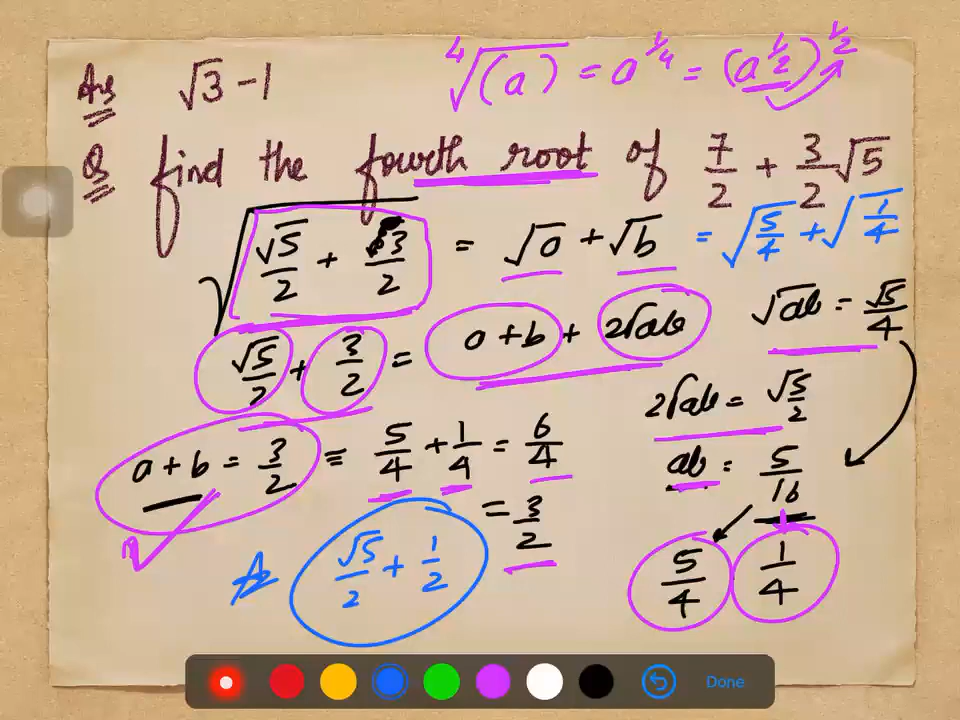 Ans √3 - 1
⁴√(a) = a^1/4 = (a^1/2)^1/2
Q find the fourth root of 7/2 + 3/2 √5
√(√5/2 + 3/2) = √a + √b = √5/4 + √1/4
√5/2 + 3/2 = a + b + 2√ab
√ab = √5/4
2√ab = √5/2
a + b = 3/2 = 5/4 + 1/4 = 6/4
= 3/2
ab = 5/16
5/4 1/4
√5/2 + 1/2
Done